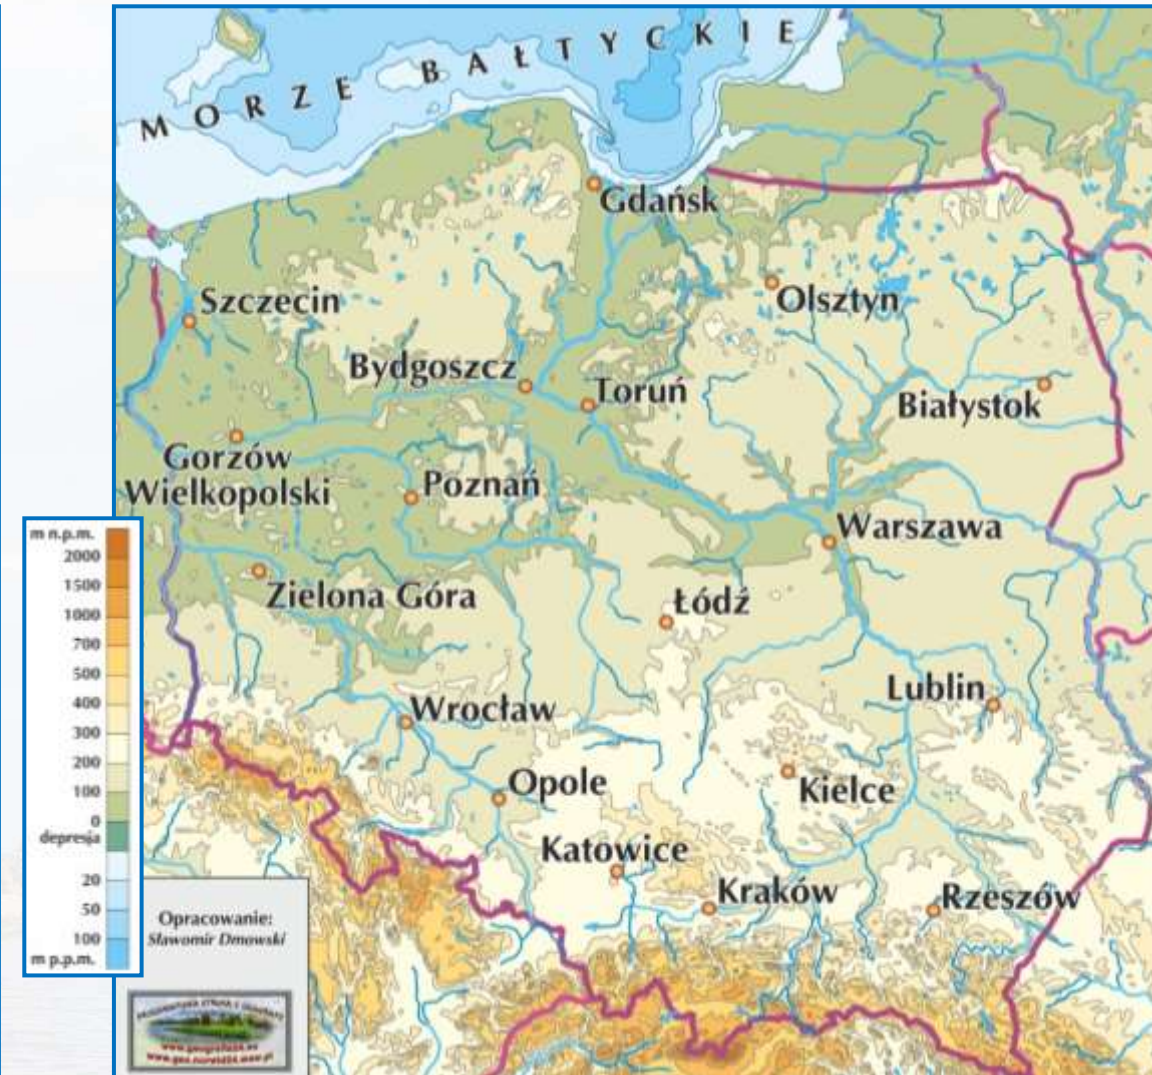 MORZE BAŁTYCKIE
Gdańsk
Szczecin
Olsztyn
Bydgoszcz
Toruń
Białystok
Gorzów
Wielkopolski
Poznań
Warszawa
Zielona Góra
Łódź
Wrocław
Lublin
Opole
Kielce
Katowice
Kraków
Rzeszów
m n.p.m.
2000
1500
1000
700
500
400
300
200
100
0
depresja
20
50
100
m p.p.m.
Opracowanie:
Sławomir Dmowski